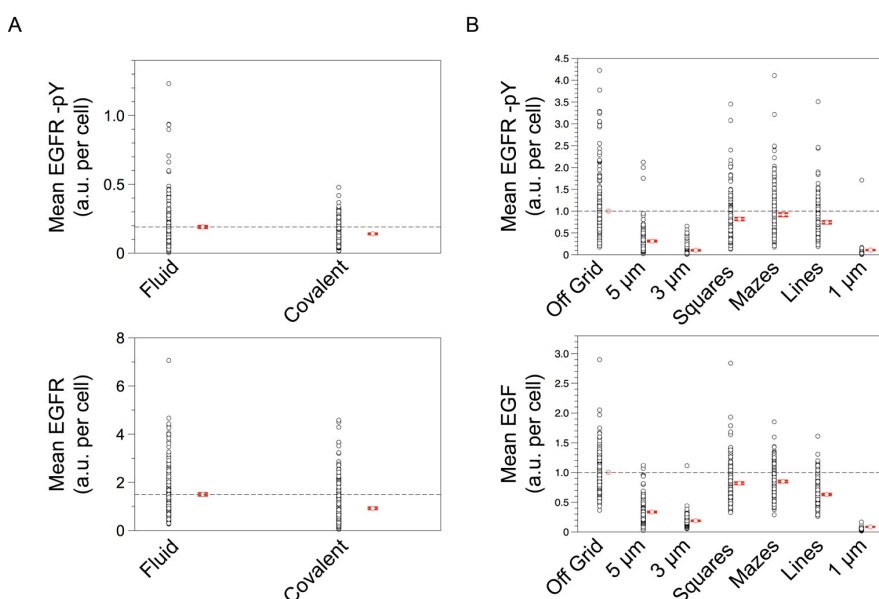 A
Mean EGFR -pY
(a.u. per cell)
1.0
0.5
0
Fluid
Covalent
Mean EGFR
(a.u. per cell)
8
6
4
2
0
Fluid
Covalent
B
Mean EGFR -pY
(a.u. per cell)
4.5
4.0
3.5
3.0
2.5
2.0
1.5
1.0
0.5
0
Off Grid
5 µm
3 µm
Squares
Mazes
Lines
1 µm
Mean EGF
(a.u. per cell)
3.0
2.5
2.0
1.5
1.0
0.5
0
Off Grid
5 µm
3 µm
Squares
Mazes
Lines
1 µm